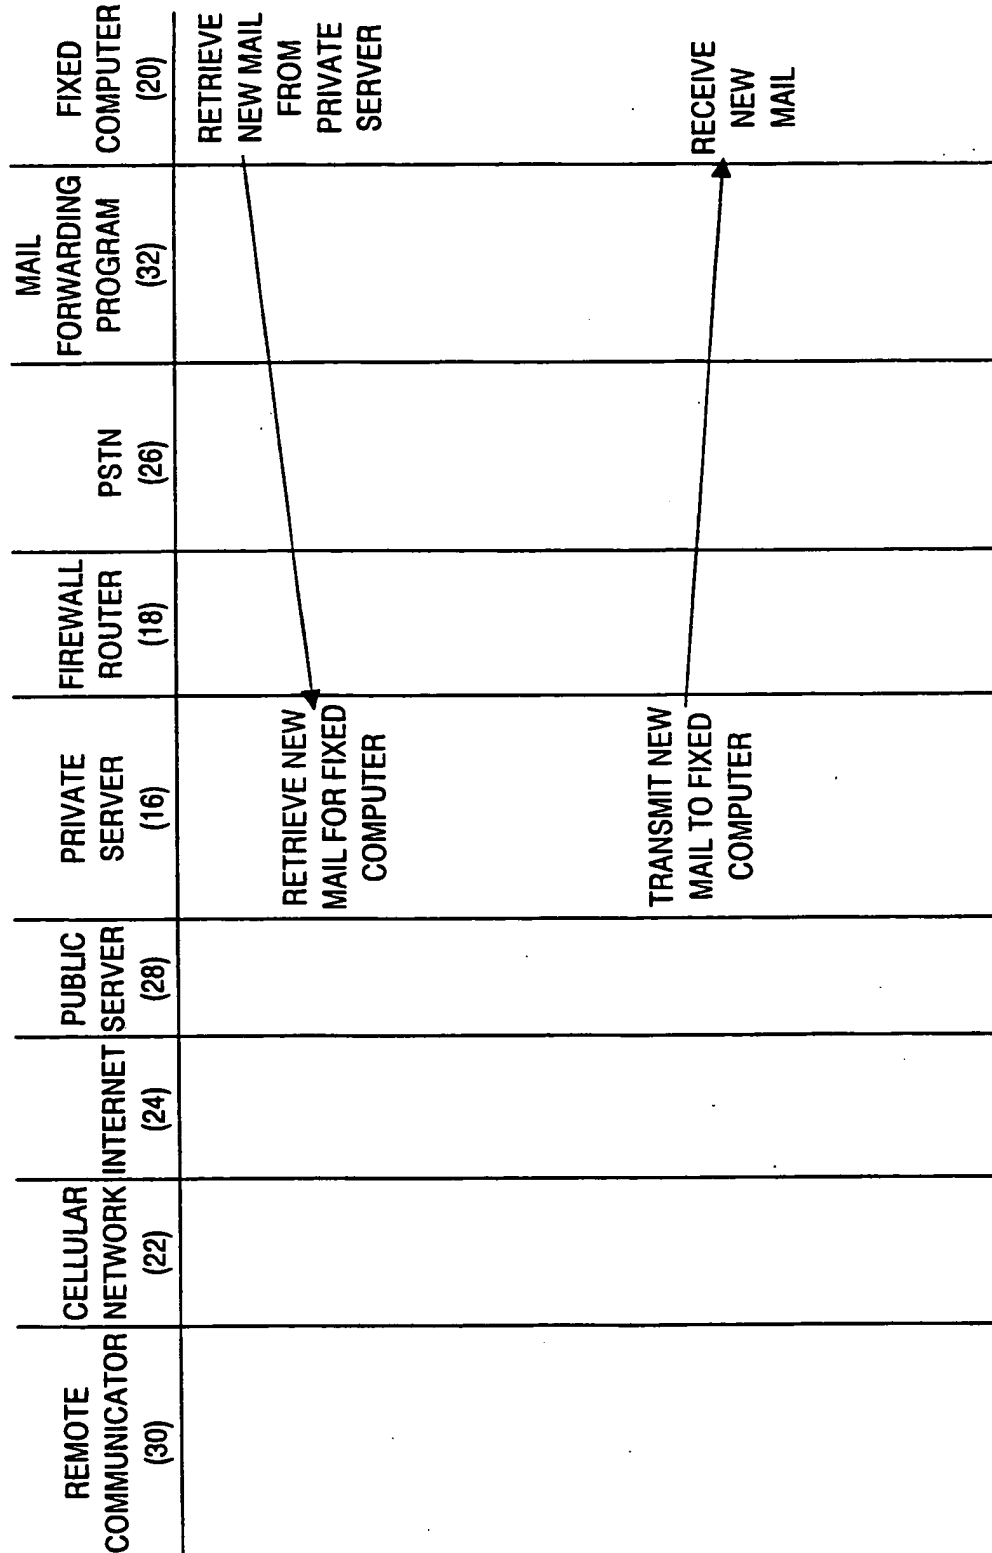 REMOTE
COMMUNICATOR
(30)
CELLULAR
NETWORK
(22)
INTERNET
(24)
PUBLIC
SERVER
(28)
PRIVATE
SERVER
(16)
FIREWALL
ROUTER
(18)
PSTN
(26)
MAIL
FORWARDING
PROGRAM
(32)
FIXED
COMPUTER
(20)
RETRIEVE
NEW MAIL
FROM
PRIVATE
SERVER
RETRIEVE NEW
MAIL FOR FIXED
COMPUTER
TRANSMIT NEW
MAIL TO FIXED
COMPUTER
RECEIVE
NEW
MAIL